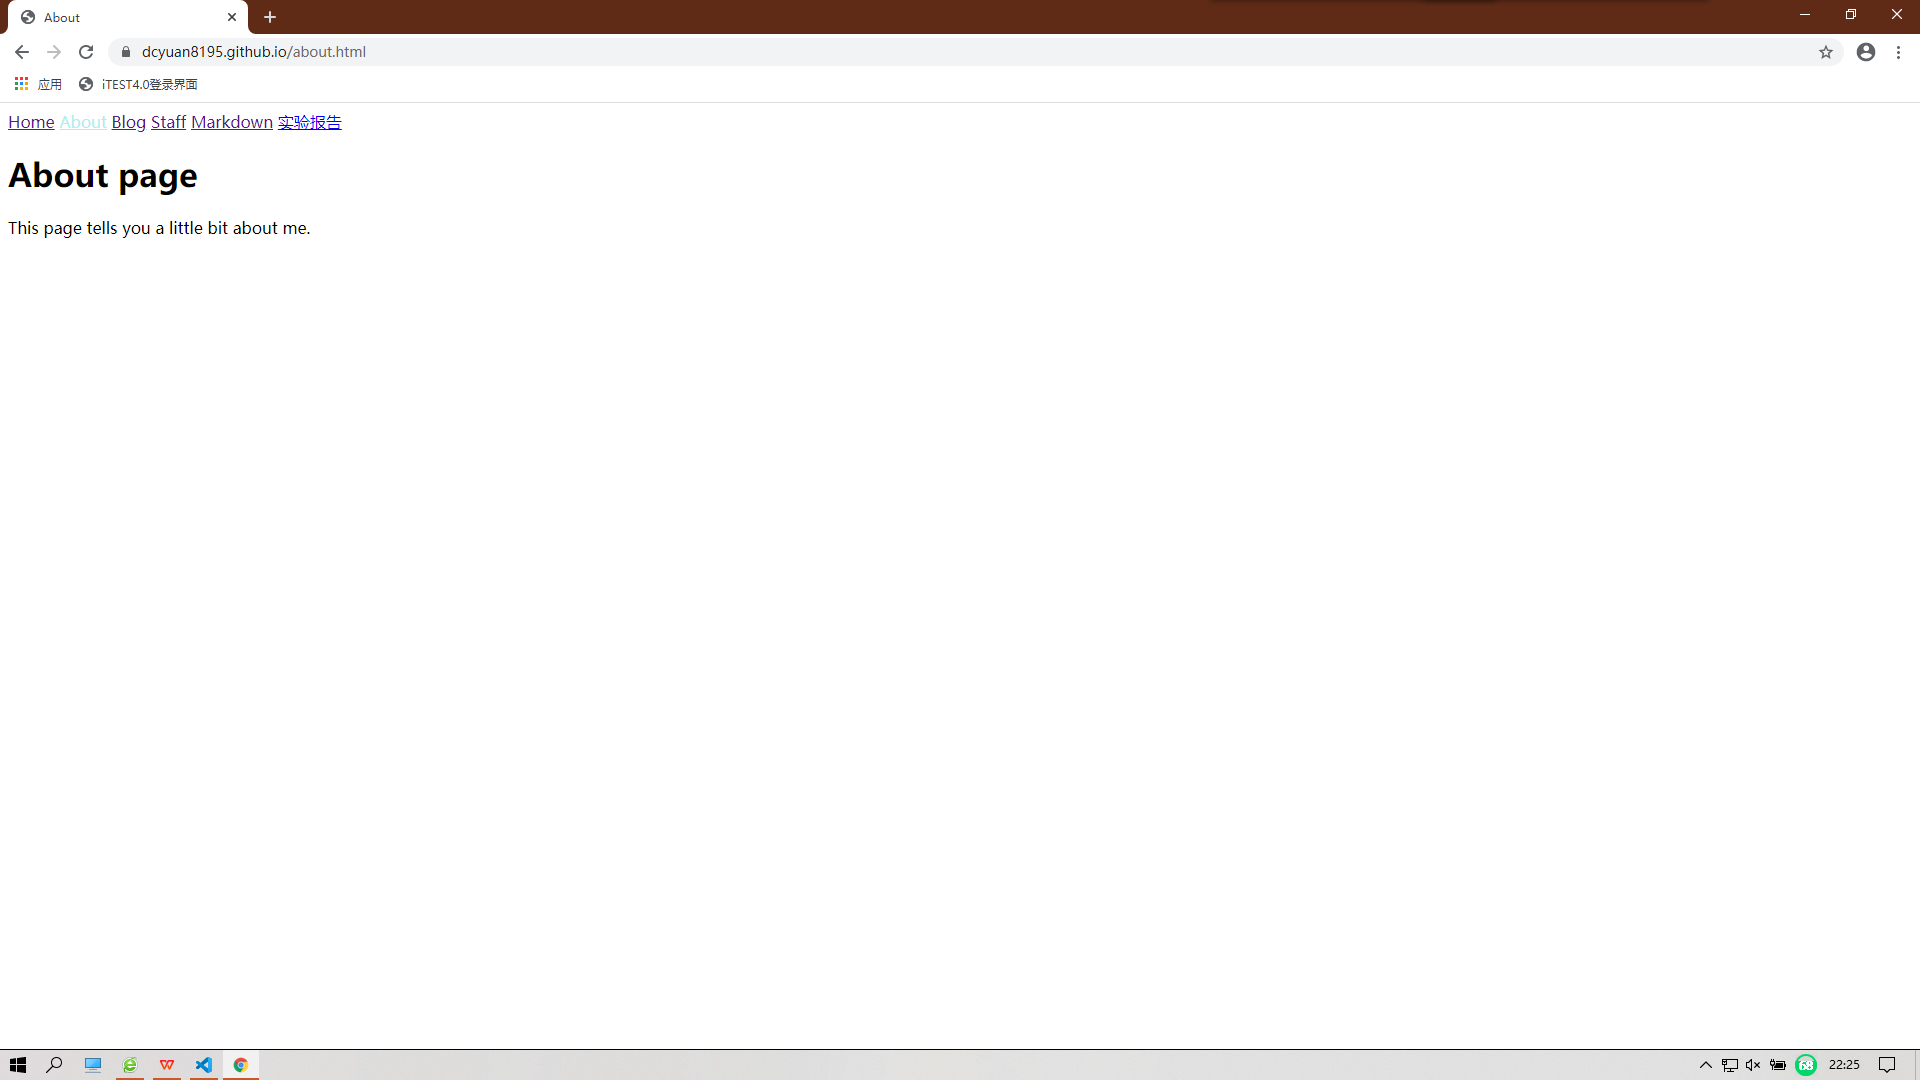 About
dcyuan8195.github.io/about.html
应用 iTEST4.0登录界面
Home About Blog Staff Markdown 实验报告
About page
This page tells you a little bit about me.
68 22:25